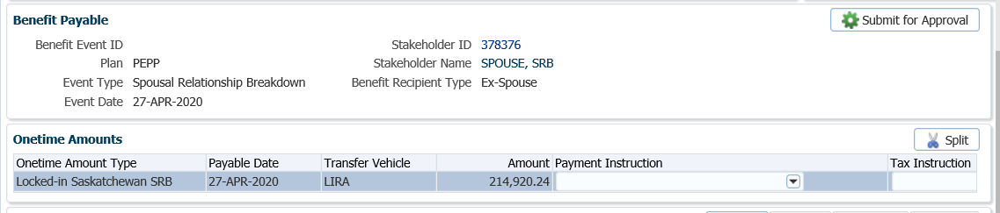 Benefit Payable Submit for Approval
Benefit Event ID Stakeholder ID 378376
Plan PEPP Stakeholder Name SPOUSE, SRB
Event Type Spousal Relationship Breakdown Benefit Recipient Type Ex-Spouse
Event Date 27-APR-2020
Onetime Amounts Split
Onetime Amount Type Payable Date Transfer Vehicle Amount Payment Instruction Tax Instruction
Locked-in Saskatchewan SRB 27-APR-2020 LIRA 214,920.24